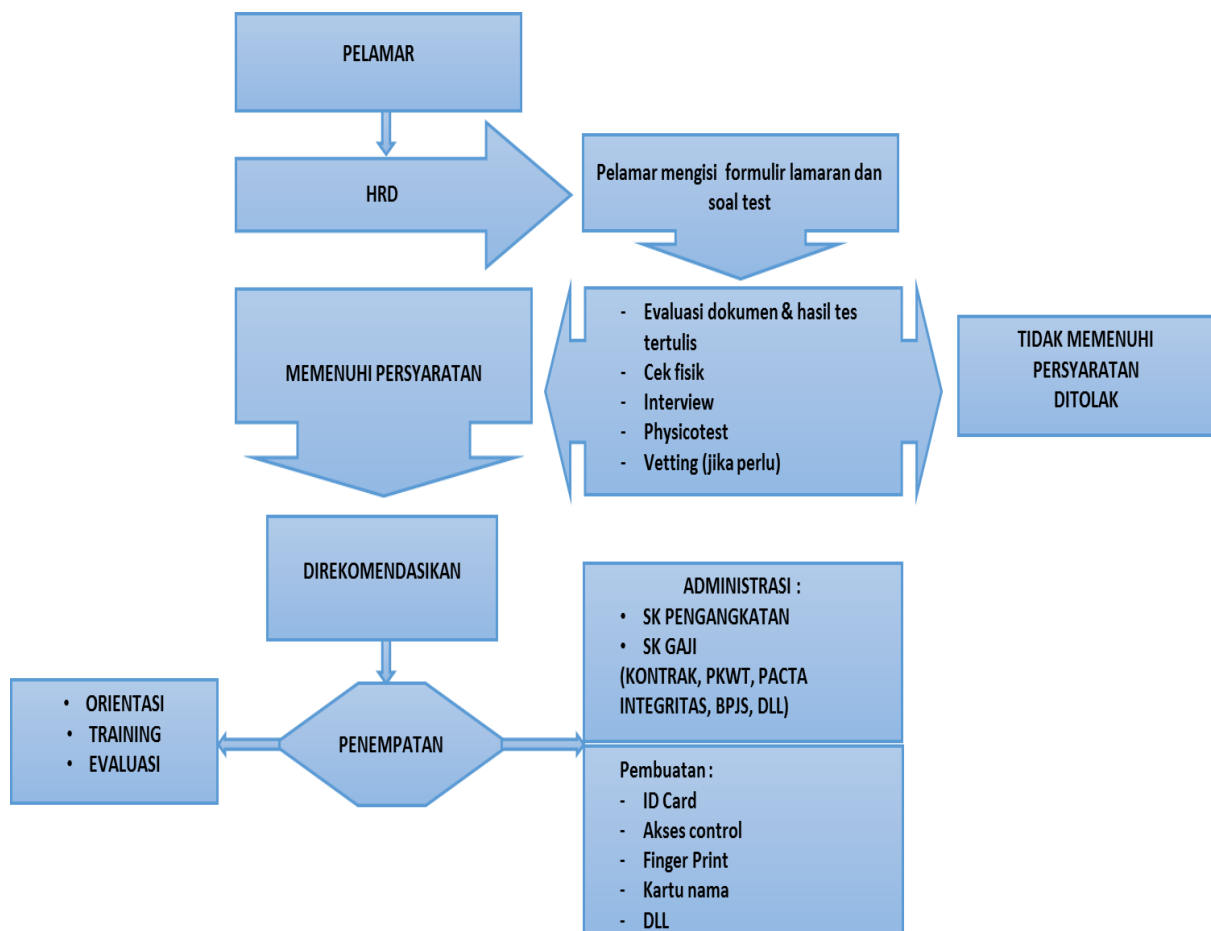 PELAMAR
HRD
Pelamar mengisi formulir lamaran dan
soal test
MEMENUHI PERSYARATAN
- Evaluasi dokumen & hasil tes
tertulis
- Cek fisik
- Interview
- Physicotest
- Vetting (jika perlu)
TIDAK MEMENUHI
PERSYARATAN
DITOLAK
DIREKOMENDASIKAN
ADMINISTRASI :
• SK PENGANGKATAN
• SK GAJI
(KONTRAK, PKWT, PACTA
INTEGRITAS, BPJS, DLL)
• ORIENTASI
• TRAINING
• EVALUASI
PENEMPATAN
Pembuatan :
- ID Card
- Akses control
- Finger Print
- Kartu nama
- DLL